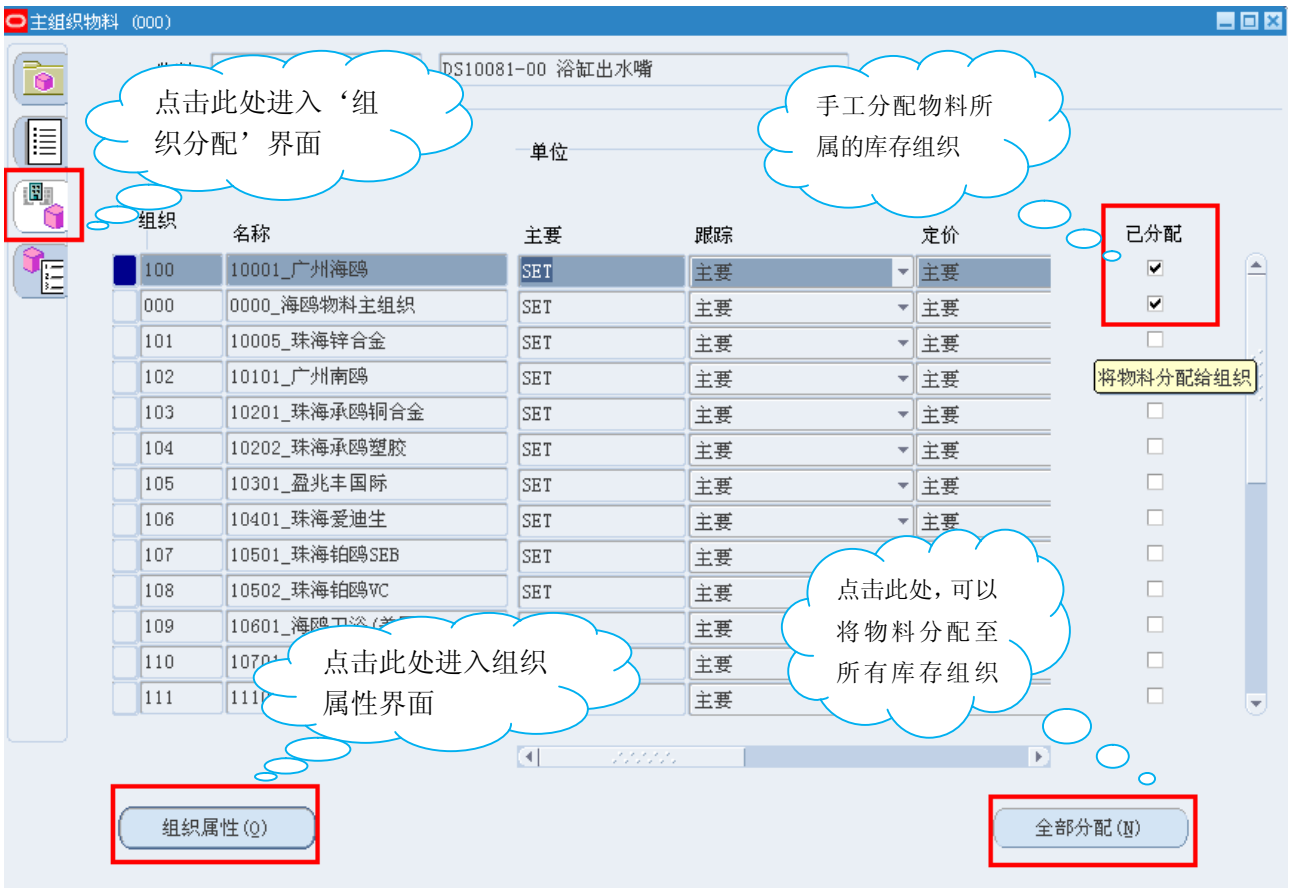 主组织物料 (000)
DS10081-00 浴缸出水嘴
点击此处进入‘组
织分配’界面
手工分配物料所
属的库存组织
单位
组织 名称 主要 跟踪 定价 已分配
100 10001_广州海鸥 SET 主要 主要
000 0000_海鸥物料主组织 SET 主要 主要
101 10005_珠海锌合金 SET 主要 主要
102 10101_广州南鸥 SET 主要 主要
将物料分配给组织
103 10201_珠海承鸥铜合金 SET 主要 主要
104 10202_珠海承鸥塑胶 SET 主要 主要
105 10301_盈兆丰国际 SET 主要 主要
106 10401_珠海爱迪生 SET 主要 主要
107 10501_珠海铂鸥SEB SET 主要
108 10502_珠海铂鸥VC SET 主要
109 10601_海鸥卫浴 主要
110 10701 主要
111 1110 主要
点击此处,可以
将物料分配至
所有库存组织
点击此处进入组织
属性界面
组织属性(Q)
全部分配(N)